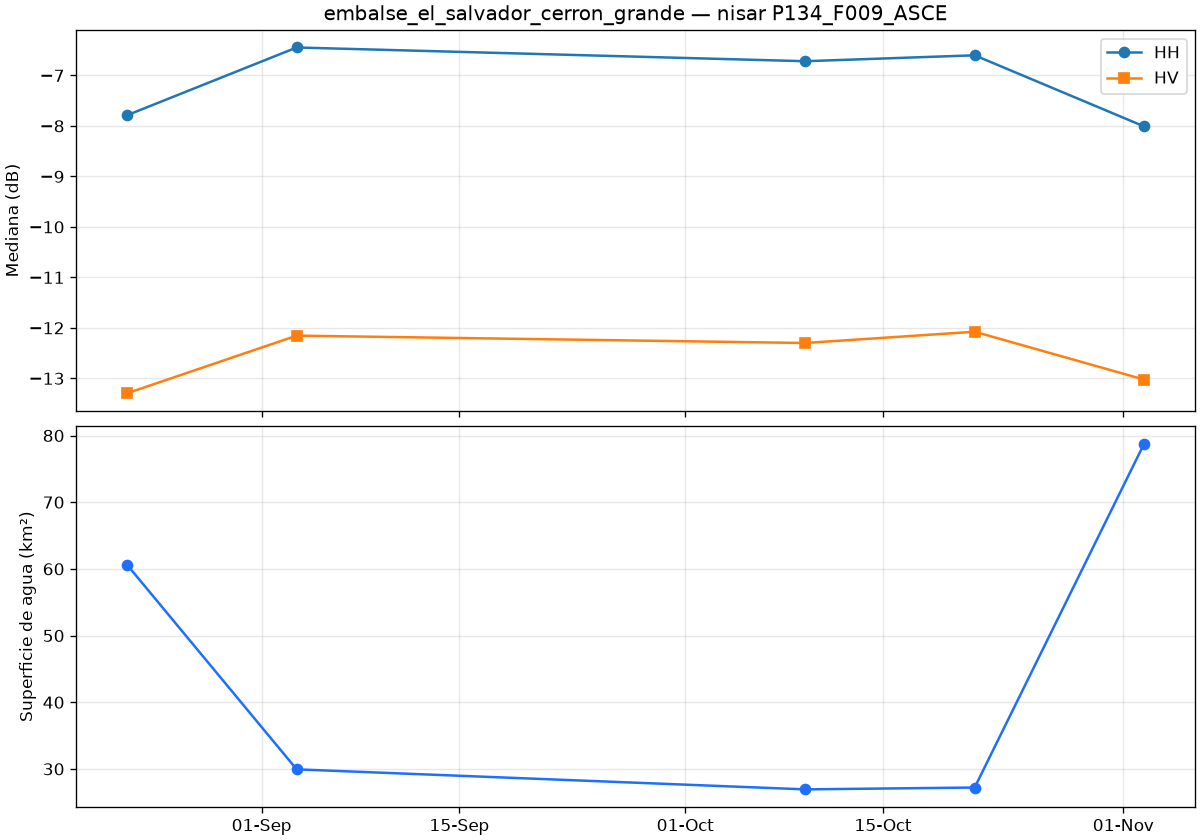 embalse_el_salvador_cerron_grande — nisar P134_F009_ASCE
HH
HV
Mediana (dB)
−7
−8
−9
−10
−11
−12
−13
Superficie de agua (km²)
80
70
60
50
40
30
01-Sep
15-Sep
01-Oct
15-Oct
01-Nov